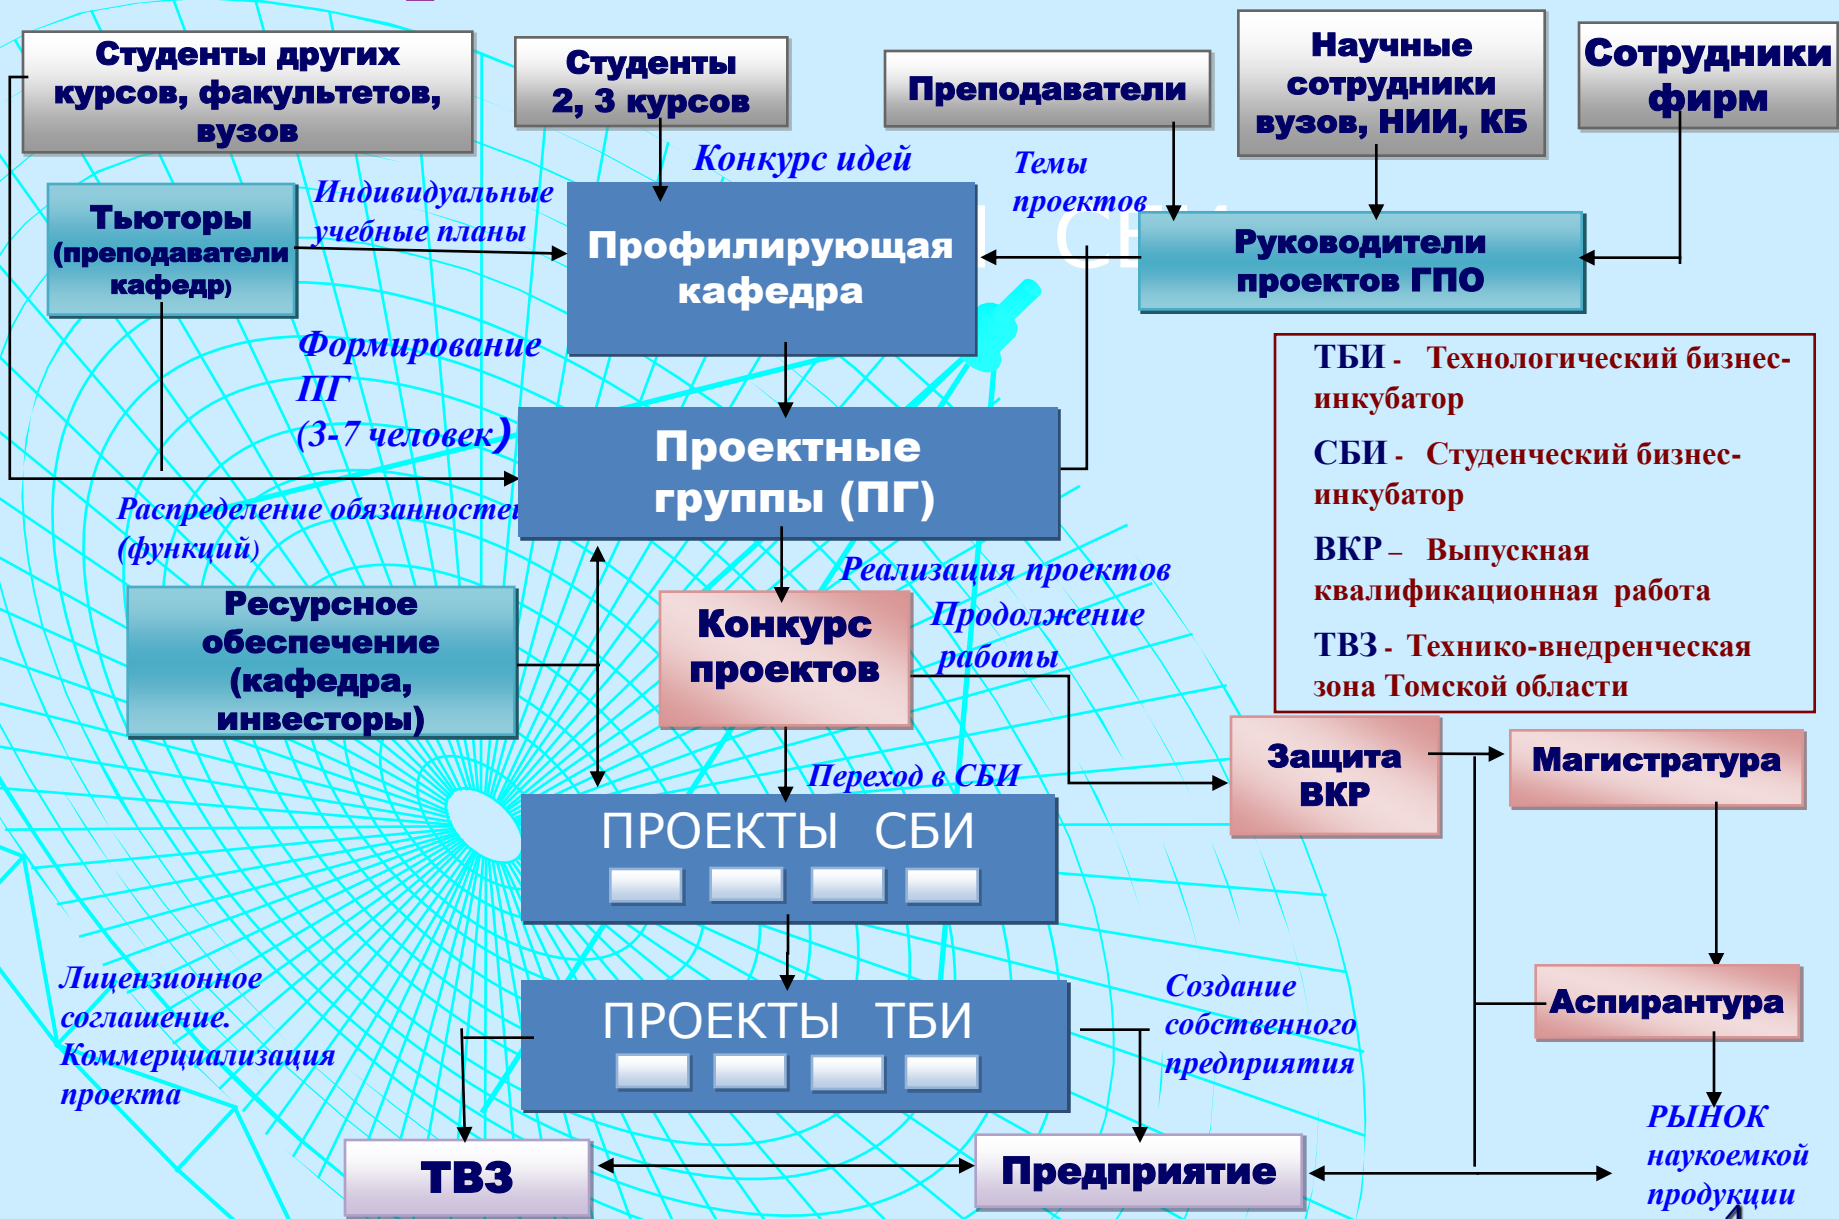 Студенты других
курсов, факультетов,
вузов
Студенты
2, 3 курсов
Преподаватели
Научные
сотрудники
вузов, НИИ, КБ
Сотрудники
фирм
Конкурс идей
Темы
проектов
Тьюторы
(преподаватели
кафедр)
Индивидуальные
учебные планы
Профилирующая
кафедра
Руководители
проектов ГПО
Формирование
ПГ
(3-7 человек)
ТБИ - Технологический бизнес-
инкубатор
СБИ - Студенческий бизнес-
инкубатор
ВКР – Выпускная
квалификационная работа
ТВЗ - Технико-внедренческая
зона Томской области
Проектные
группы (ПГ)
Распределение обязанностей
(функций)
Реализация проектов
Ресурсное
обеспечение
(кафедра,
инвесторы)
Конкурс
проектов
Продолжение
работы
Защита
ВКР
Магистратура
Переход в СБИ
ПРОЕКТЫ СБИ
Лицензионное
соглашение.
Коммерциализация
проекта
ПРОЕКТЫ ТБИ
Создание
собственного
предприятия
Аспирантура
ТВЗ
Предприятие
РЫНОК
наукоемкой
продукции